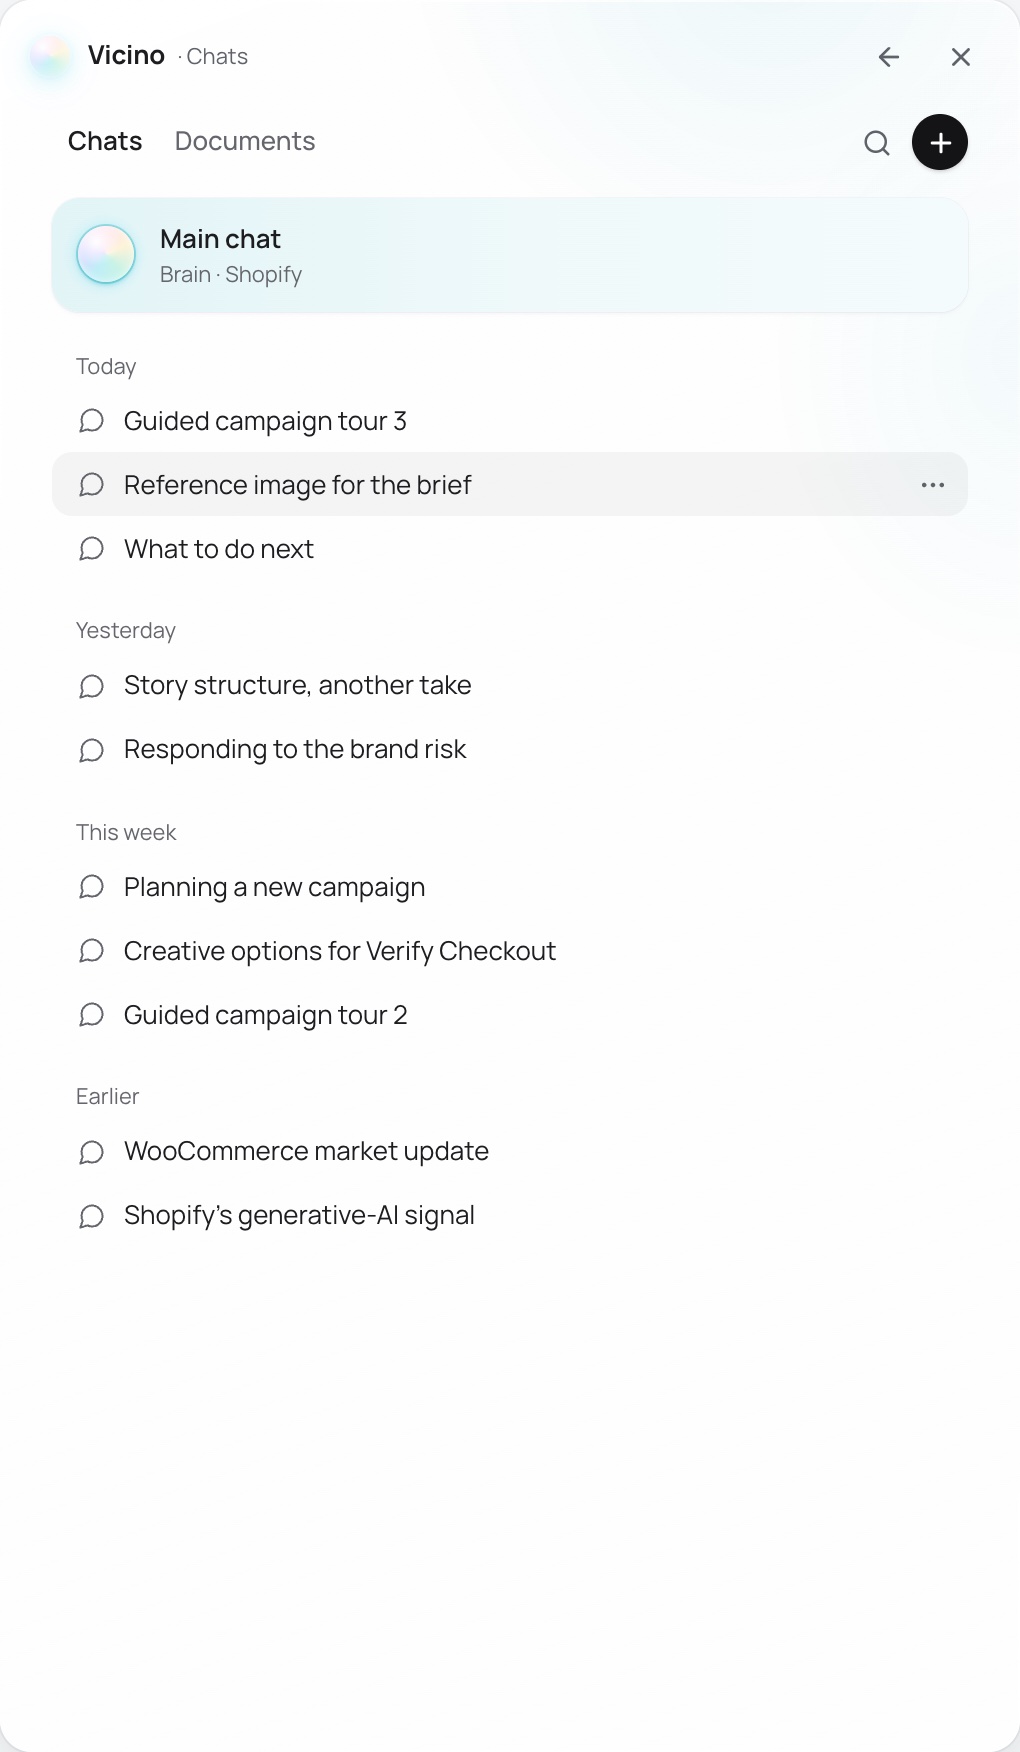 Vicino · Chats
Chats Documents
Main chat
Brain · Shopify
Today
Guided campaign tour 3
Reference image for the brief
What to do next
Yesterday
Story structure, another take
Responding to the brand risk
This week
Planning a new campaign
Creative options for Verify Checkout
Guided campaign tour 2
Earlier
WooCommerce market update
Shopify’s generative-AI signal